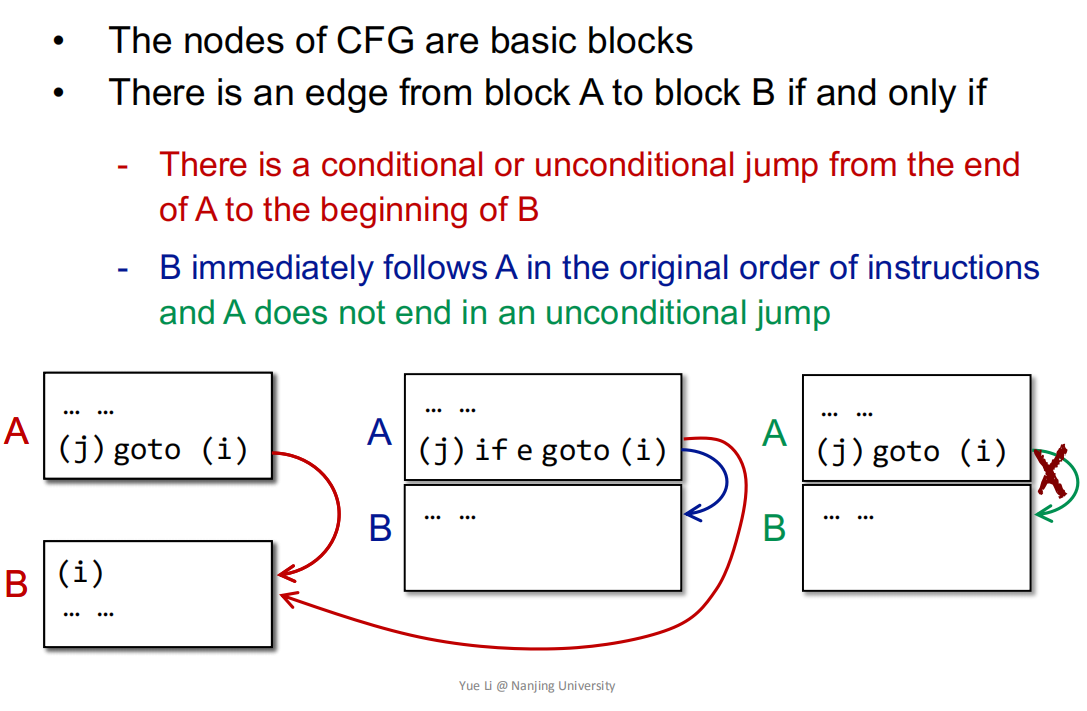 • The nodes of CFG are basic blocks
• There is an edge from block A to block B if and only if
- There is a conditional or unconditional jump from the end
of A to the beginning of B
- B immediately follows A in the original order of instructions
and A does not end in an unconditional jump
A
… …
(j) goto (i)
B
(i)
… …
A
… …
(j) if e goto (i)
B
… …
A
… …
(j) goto (i)
X
B
… …
Yue Li @ Nanjing University